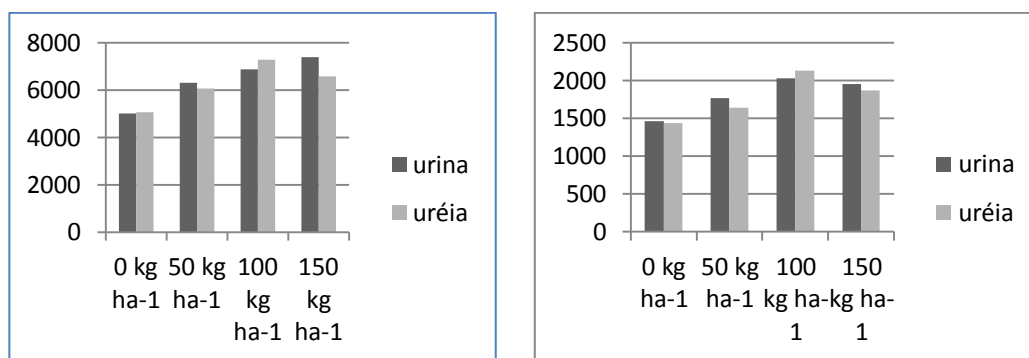 8000
6000
4000
2000
0
0 kg ha-1
50 kg ha-1
100 kg ha-1
150 kg ha-1
urina
uréia
2500
2000
1500
1000
500
0
0 kg ha-1
50 kg ha-1
100 kg ha-1
150 kg ha-1
urina
uréia